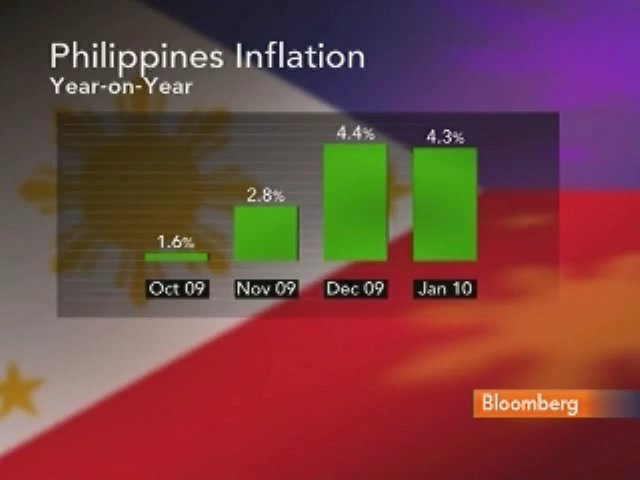 Philippines Inflation
Year-on-Year
4.4% 4.3%
2.8%
1.6%
Oct 09 Nov 09 Dec 09 Jan 10
Bloomberg